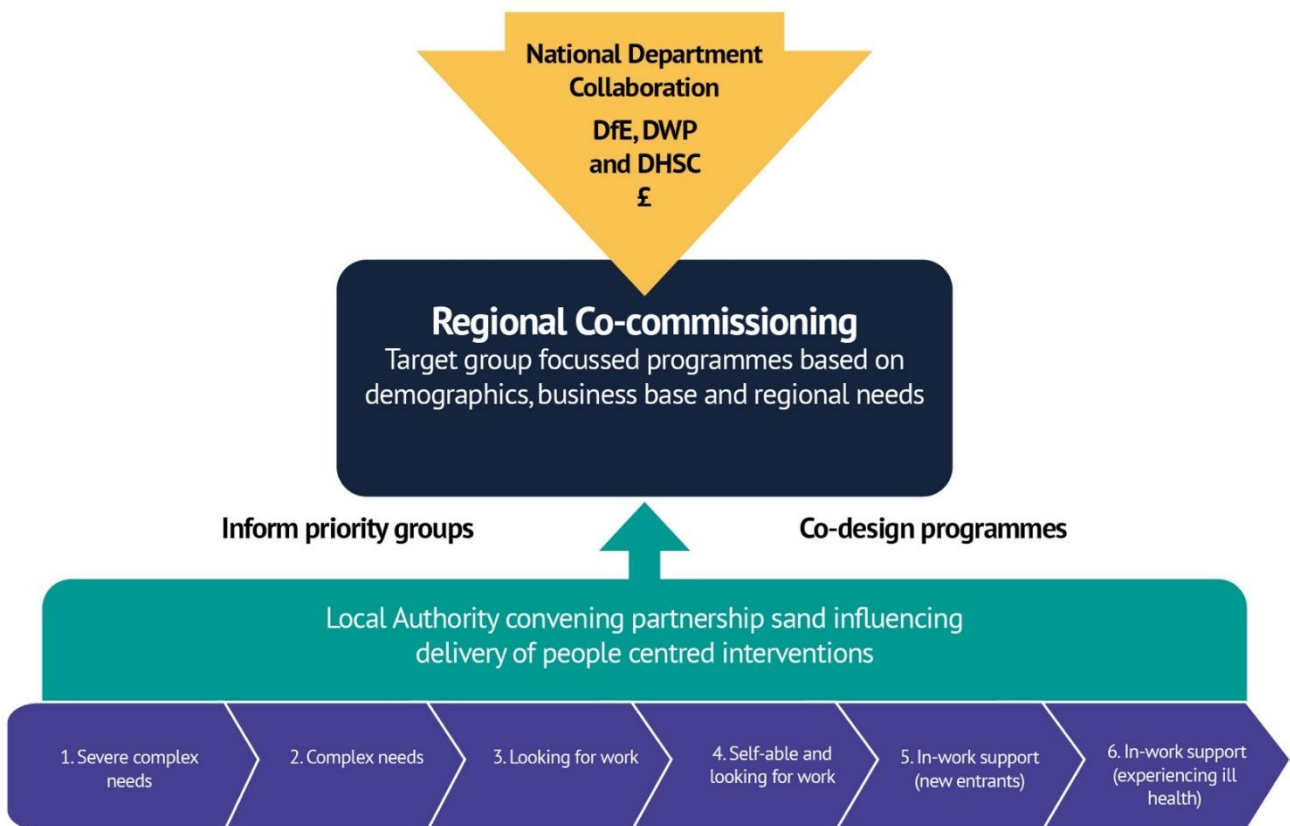 National Department
Collaboration
DfE, DWP
and DHSC
£
Regional Co-commissioning
Target group focussed programmes based on
demographics, business base and regional needs
Inform priority groups
Co-design programmes
Local Authority convening partnership sand influencing
delivery of people centred interventions
1. Severe complex
needs
2. Complex needs
3. Looking for work
4. Self-able and
looking for work
5. In-work support
(new entrants)
6. In-work support
(experiencing ill
health)